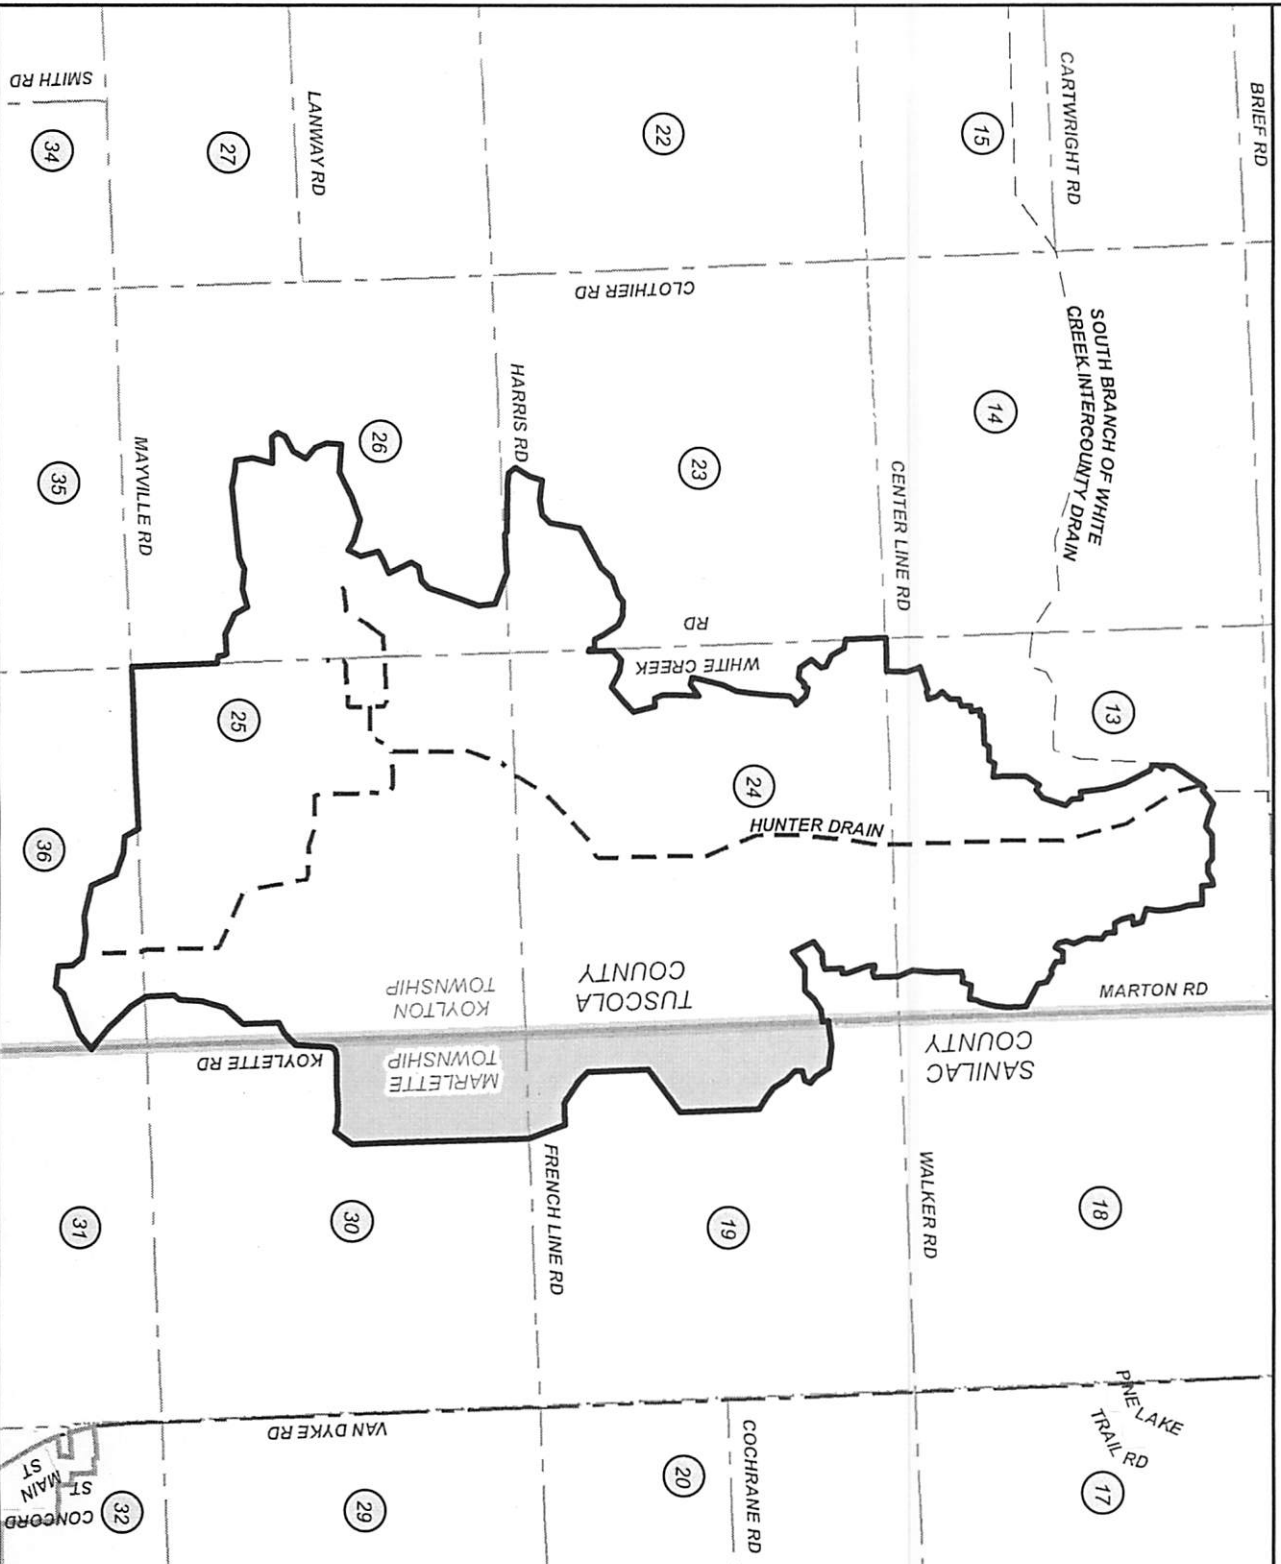 SMITH RD
34
27
LANWAY RD
22
15
CARTWRIGHT RD
BRIEF RD
CLOTHIER RD
SOUTH BRANCH OF WHITE
CREEK INTERCOUNTY DRAIN
14
35
MAYVILLE RD
26
HARRIS RD
23
CENTER LINE RD
WHITE CREEK
RD
13
25
24
36
HUNTER DRAIN
KOYLTON
TOWNSHIP
TUSCOLA
COUNTY
MARTON RD
KOYLETTE RD
MARLETTE
TOWNSHIP
SANILAC
COUNTY
31
30
FRENCH LINE RD
19
WALKER RD
18
VAN DYKE RD
PINE LAKE
TRAIL RD
MAIN
ST
CONCORD
ST
32
29
20
COCHRANE RD
17